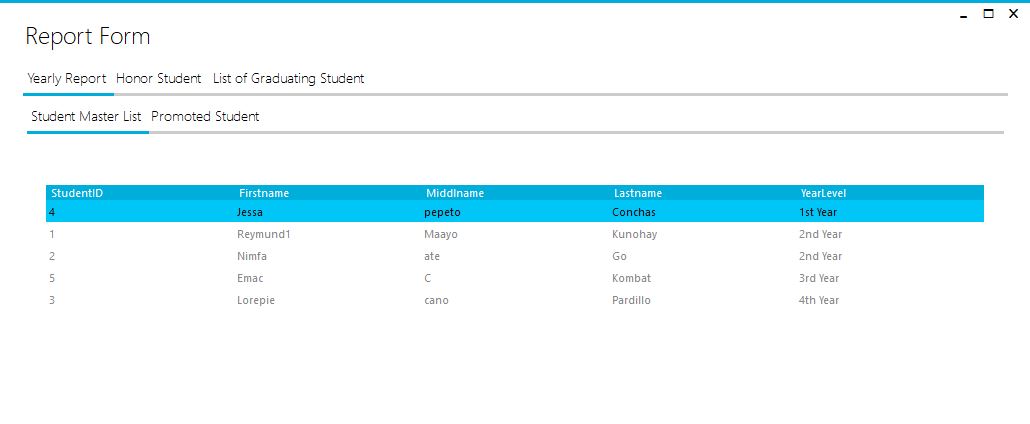 Report Form
Yearly Report Honor Student List of Graduating Student
Student Master List Promoted Student
StudentID Firstname Middlname Lastname YearLevel
4 Jessa pepeto Conchas 1st Year
1 Reymund1 Maayo Kunohay 2nd Year
2 Nimfa ate Go 2nd Year
5 Emac C Kombat 3rd Year
3 Lorepie cano Pardillo 4th Year